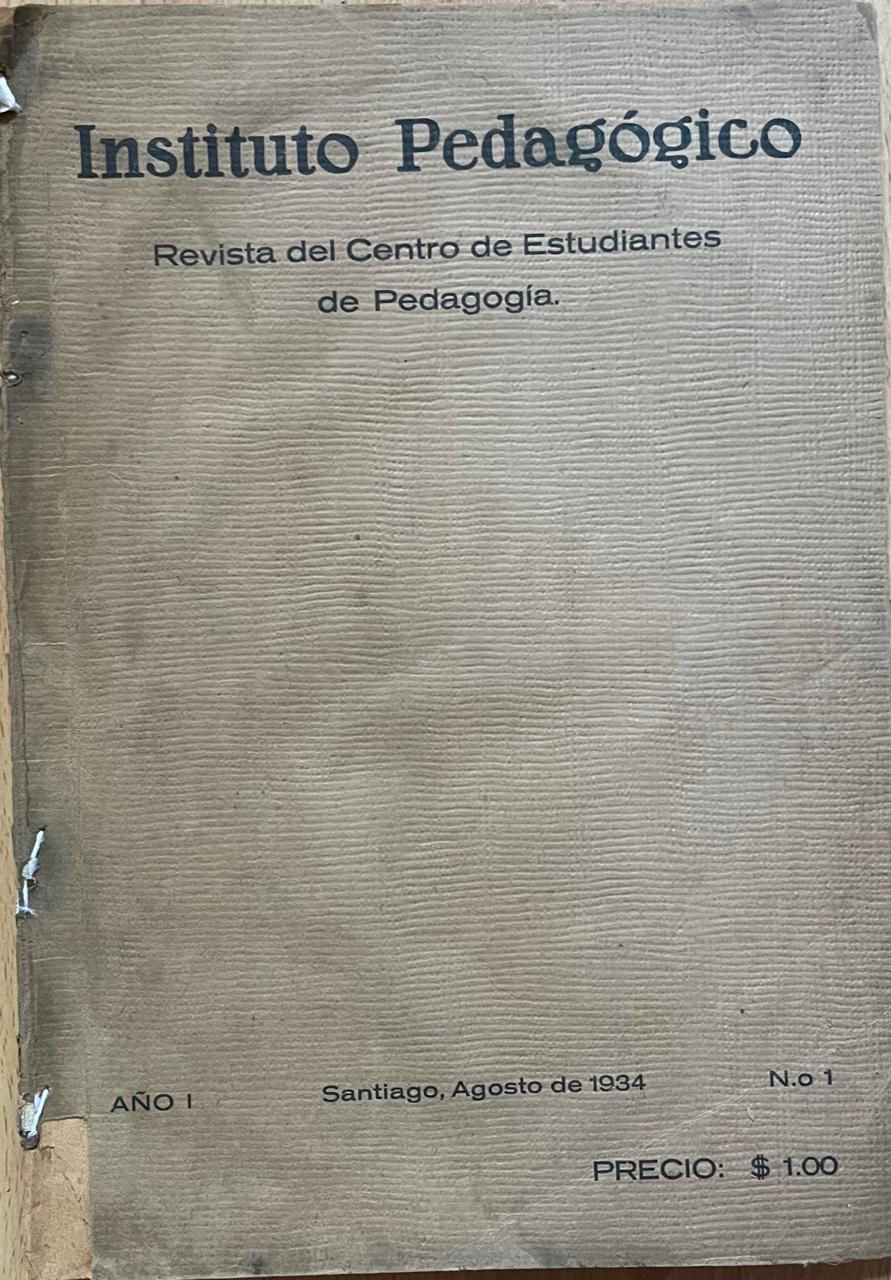 Instituto Pedagógico
Revista del Centro de Estudiantes
de Pedagogía.
AÑO I
Santiago, Agosto de 1934
N.o 1
PRECIO: $ 1.00